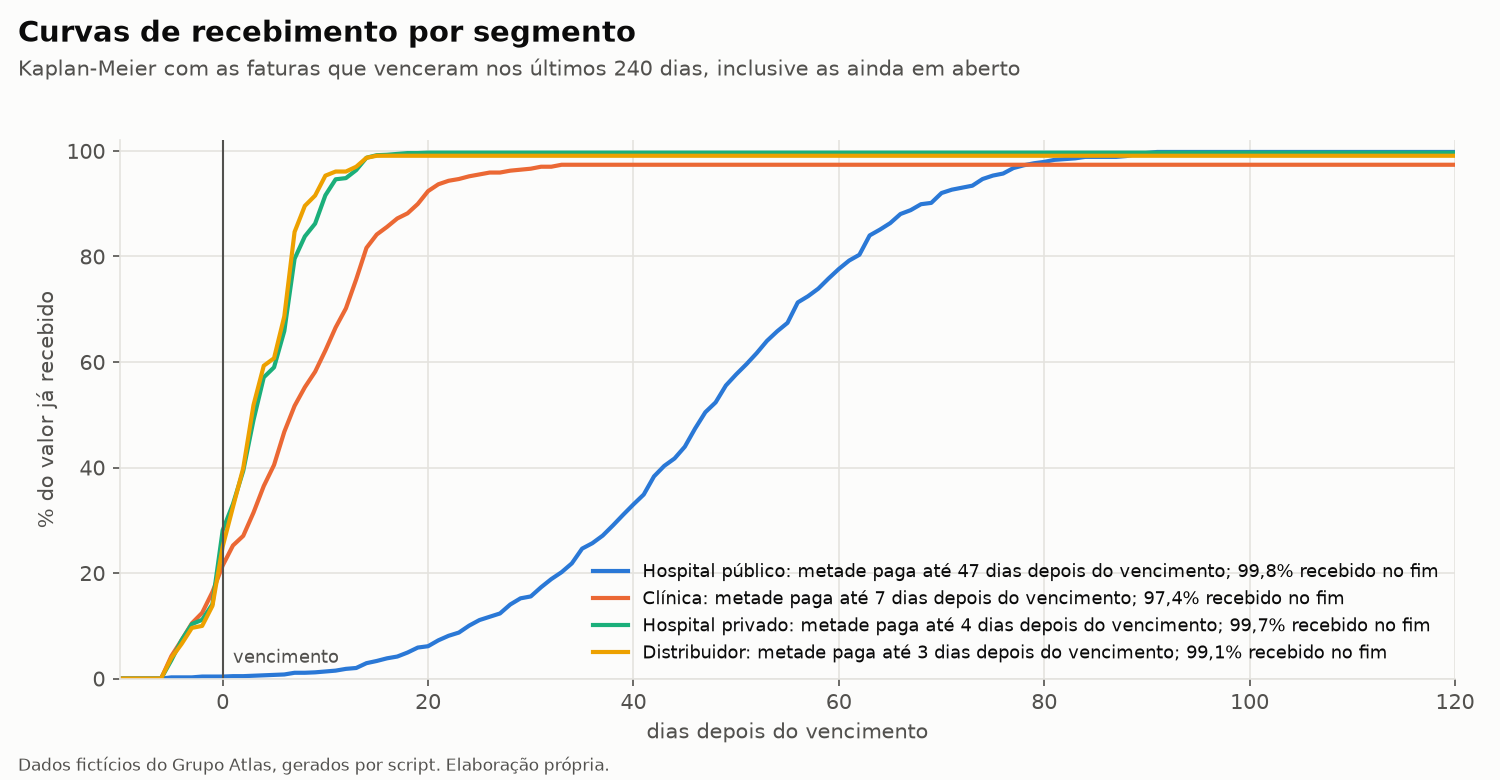 Curvas de recebimento por segmento
Kaplan-Meier com as faturas que venceram nos últimos 240 dias, inclusive as ainda em aberto
% do valor já recebido
100
80
60
40
20
0
vencimento
Hospital público: metade paga até 47 dias depois do vencimento; 99,8% recebido no fim
Clínica: metade paga até 7 dias depois do vencimento; 97,4% recebido no fim
Hospital privado: metade paga até 4 dias depois do vencimento; 99,7% recebido no fim
Distribuidor: metade paga até 3 dias depois do vencimento; 99,1% recebido no fim
0 20 40 60 80 100 120
dias depois do vencimento
Dados fictícios do Grupo Atlas, gerados por script. Elaboração própria.